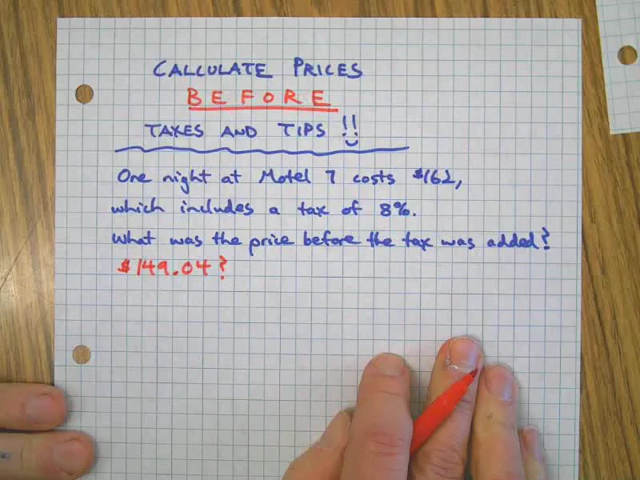 CALCULATE PRICES
BEFORE
TAXES AND TIPS !!
One night at Motel 7 costs $162,
which includes a tax of 8%.
What was the price before the tax was added?
$149.04?